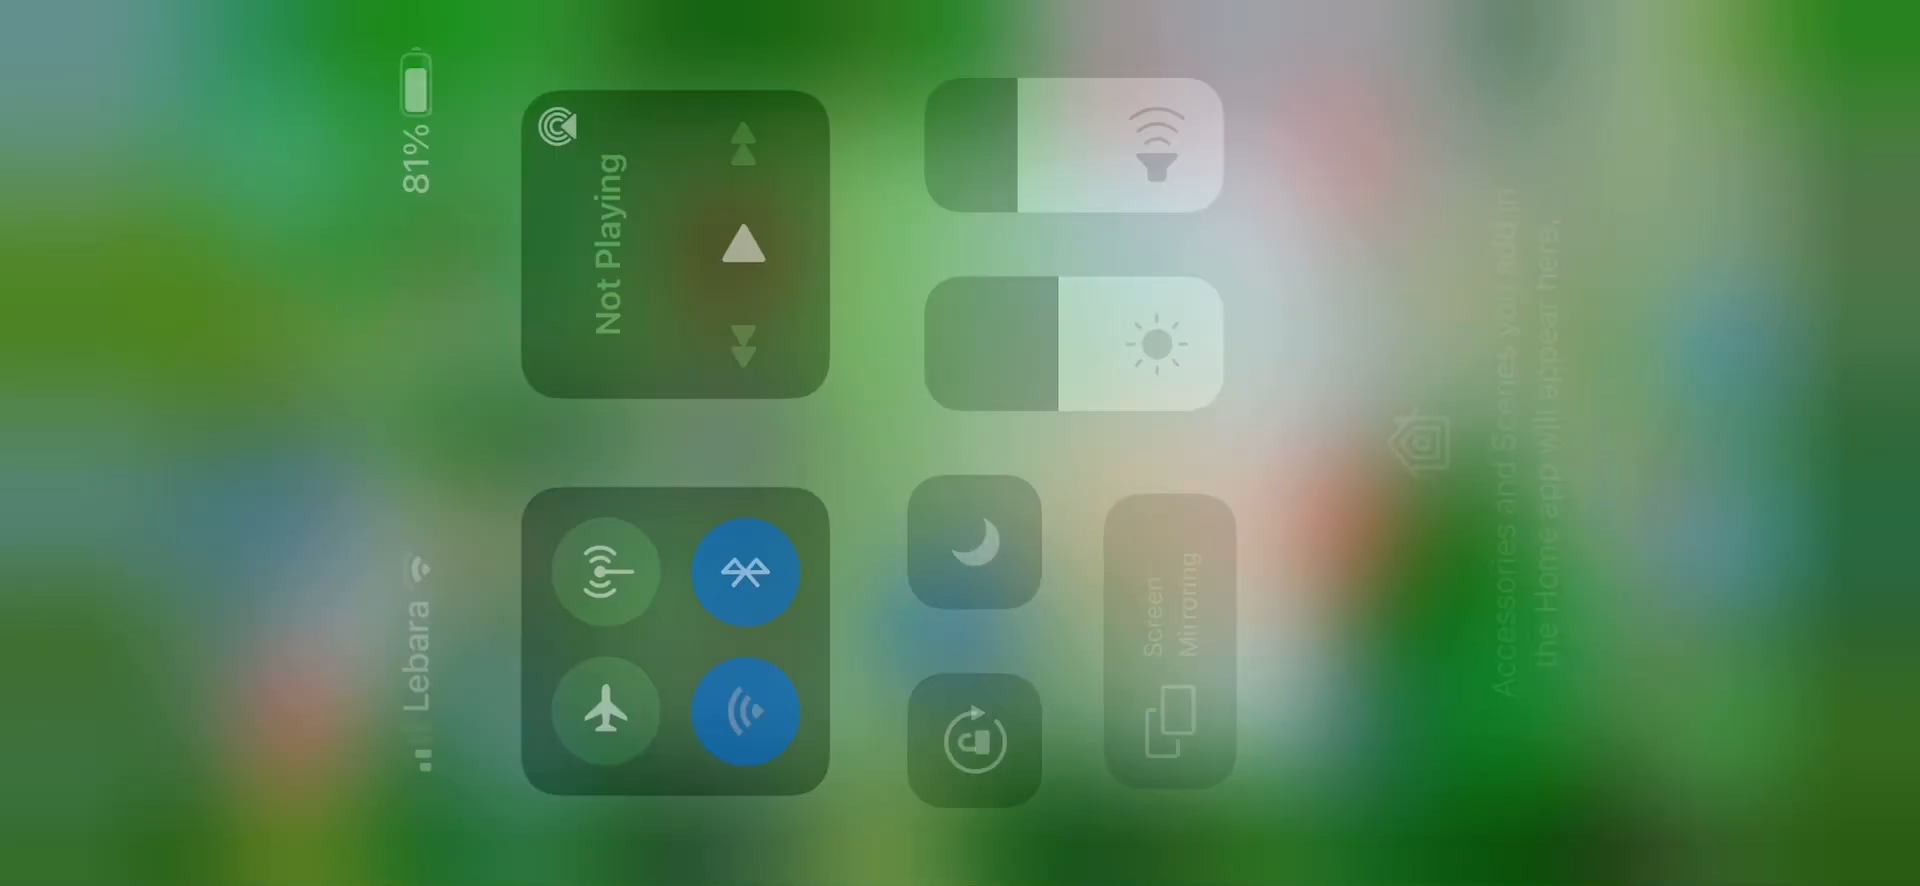 Lebara
81%
Not Playing
Screen
Mirroring
Accessories and Scenes you add in
the Home app will appear here.